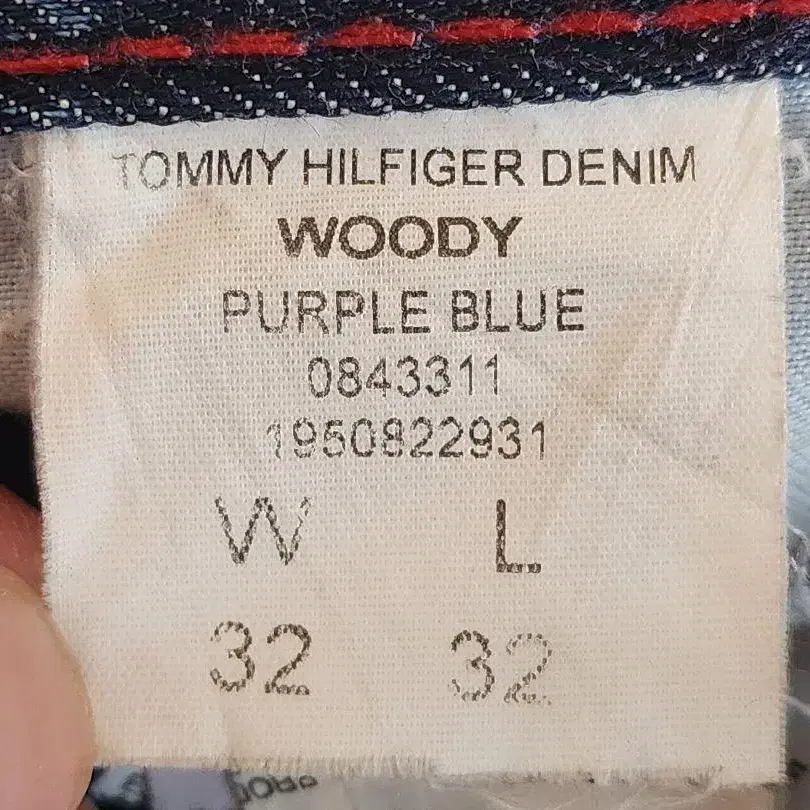 TOMMY HILFIGER DENIM
WOODY
PURPLE BLUE
0843311
1950822931
W L
32 32